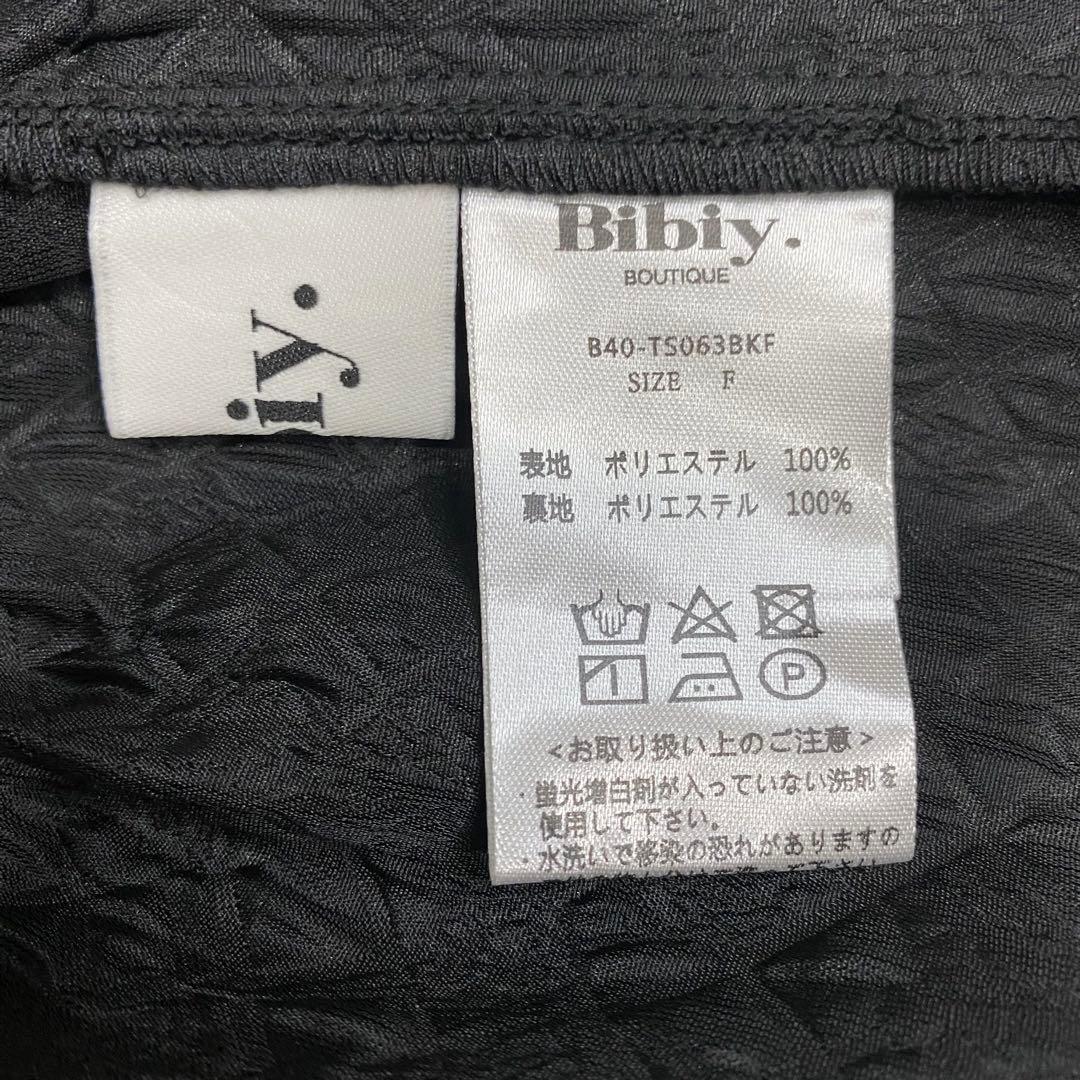 iy.
Bibiy.
BOUTIQUE
B40-TS063BKF
SIZE F
表地 ポリエステル 100%
裏地 ポリエステル 100%
P
<お取り扱い上のご注意>
・蛍光増白剤が入っていない洗剤を
使用して下さい。
・水洗いで移染の恐れがありますの